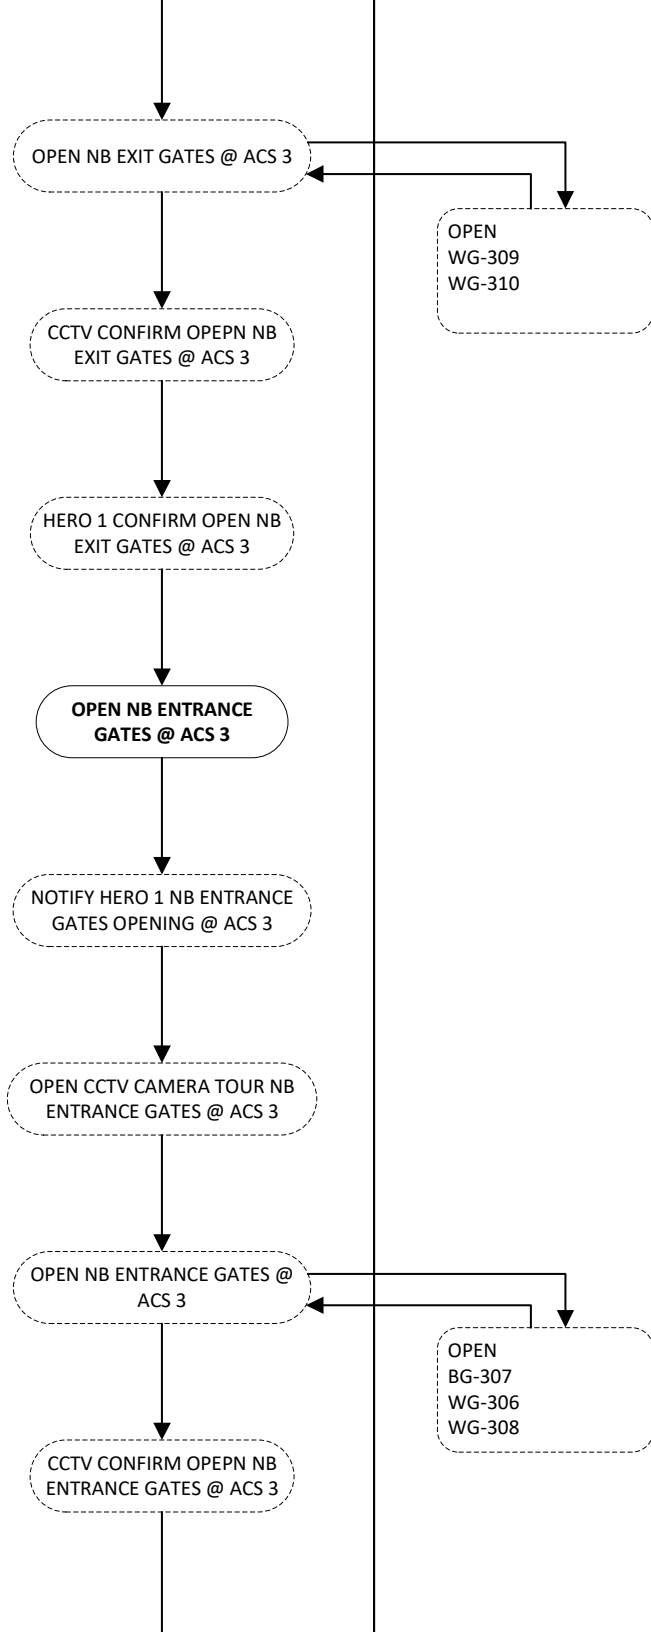 OPEN NB EXIT GATES @ ACS 3
OPEN
WG-309
WG-310
CCTV CONFIRM OPEPN NB
EXIT GATES @ ACS 3
HERO 1 CONFIRM OPEN NB
EXIT GATES @ ACS 3
OPEN NB ENTRANCE
GATES @ ACS 3
NOTIFY HERO 1 NB ENTRANCE
GATES OPENING @ ACS 3
OPEN CCTV CAMERA TOUR NB
ENTRANCE GATES @ ACS 3
OPEN NB ENTRANCE GATES @
ACS 3
OPEN
BG-307
WG-306
WG-308
CCTV CONFIRM OPEPN NB
ENTRANCE GATES @ ACS 3